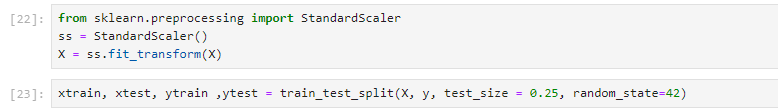 [22]: from sklearn.preprocessing import StandardScaler
ss = StandardScaler()
X = ss.fit_transform(X)
[23]: xtrain, xtest, ytrain ,ytest = train_test_split(X, y, test_size = 0.25, random_state=42)